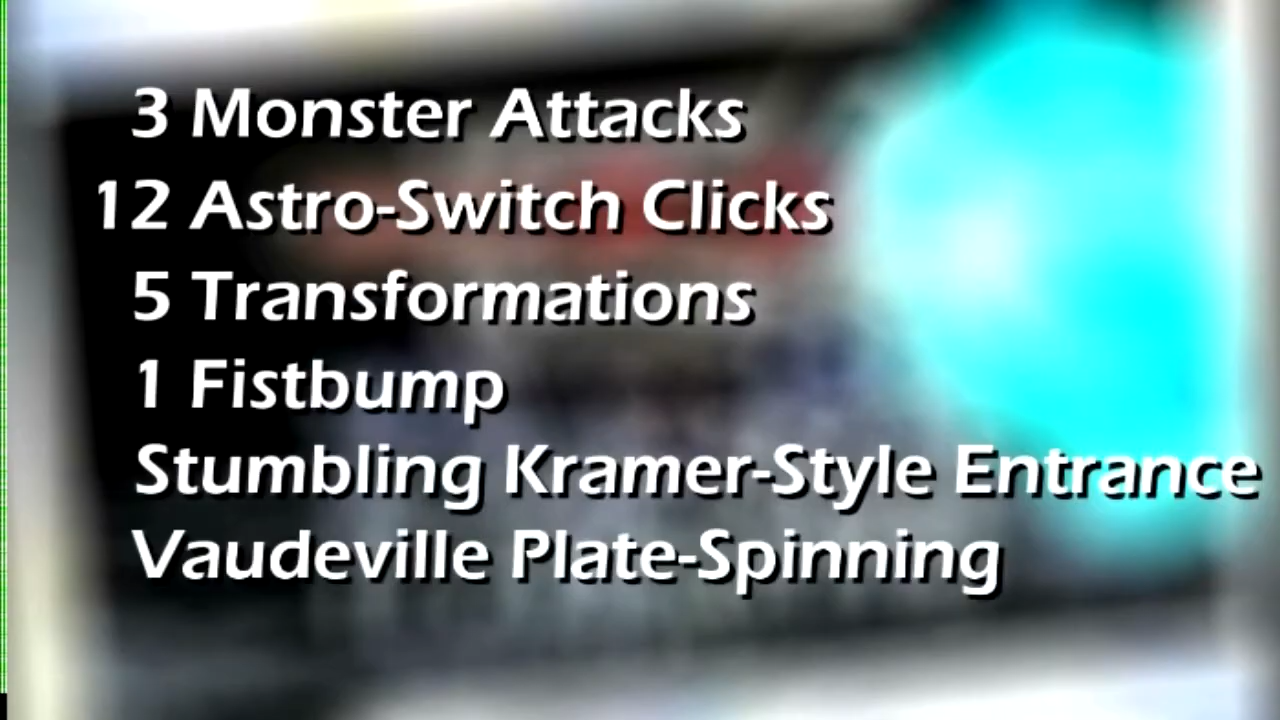 3 Monster Attacks
12 Astro-Switch Clicks
5 Transformations
1 Fistbump
Stumbling Kramer-Style Entrance
Vaudeville Plate-Spinning